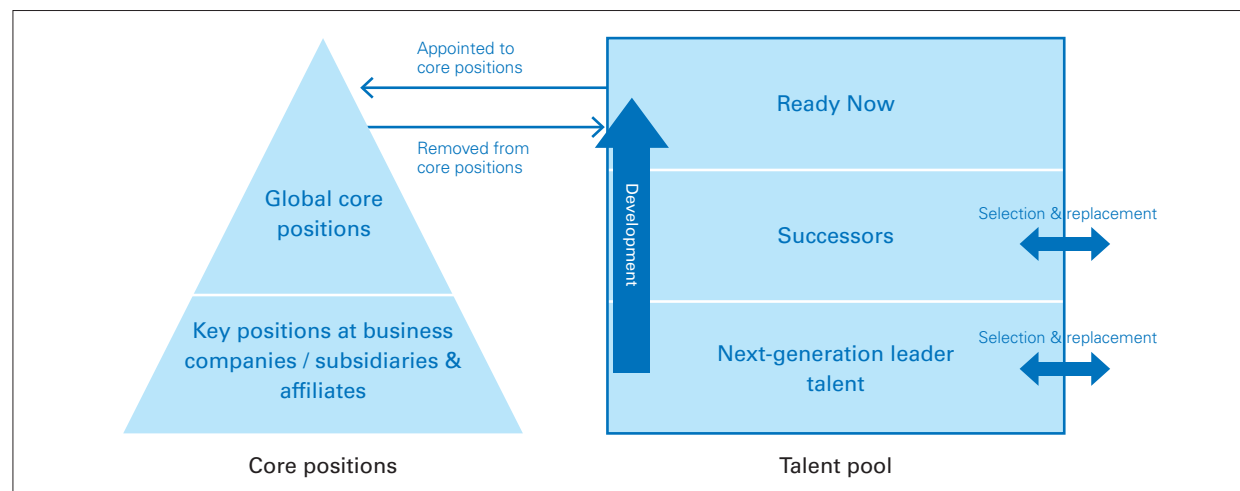 Appointed to
core positions
Removed from
core positions
Global core
positions
Key positions at business
companies / subsidiaries &
affiliates
Core positions
Ready Now
Development
Successors
Selection & replacement
Next-generation leader
talent
Selection & replacement
Talent pool